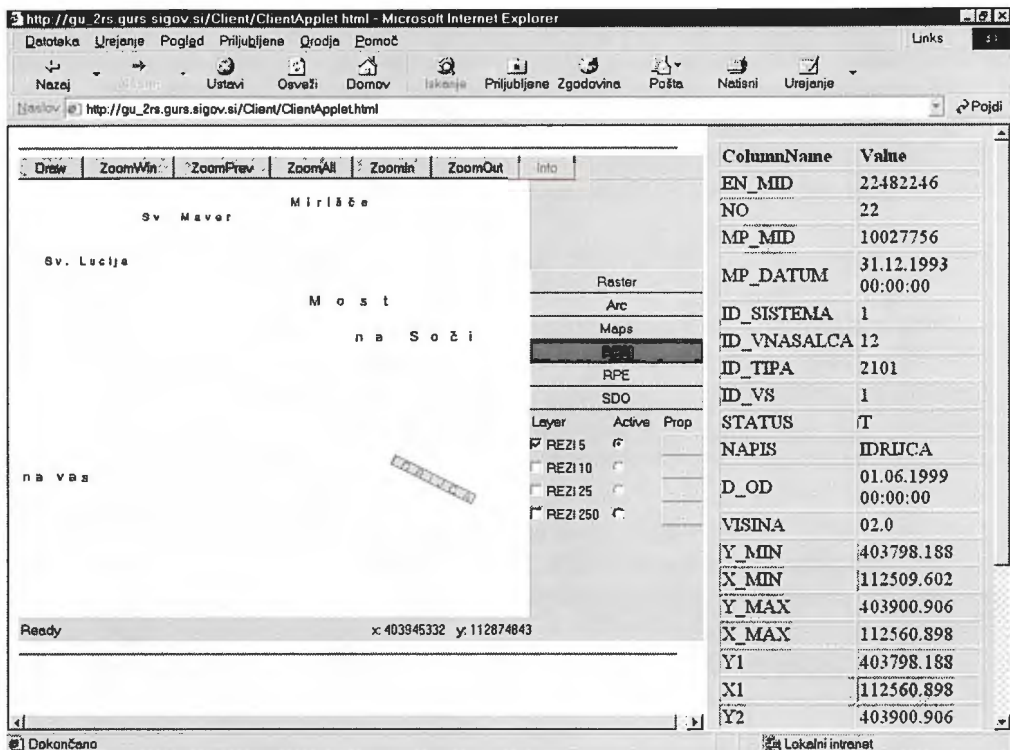 http://gu_2rs.gurs.sigov.si/Client/ClientApplet.html - Microsoft Internet Explorer
Datoteka Urejanje Pogled Priljubljene Orodja Pomoč Links
Nazaj Ustavi Osveži Domov Iskanje Priljubljene Zgodovina Pošta Natisni Urejanje
Naslov http://gu_2rs.gurs.sigov.si/Client/ClientApplet.html Pojdi
Draw ZoomWin ZoomPrev ZoomAll ZoomIn ZoomOut Info
Mirišče
Sv Maver
Sv. Lucija
Most
na Soči
na vas
IDRIJCA
Raster
Arc
Maps
RPE
SDO
Layer Active Prop
REZI 5
REZI 10
REZI 25
REZI 250
Ready x: 403945332 y: 112874843
ColumnName Value
EN_MID 22482246
NO 22
MP_MID 10027756
MP_DATUM 31.12.1993 00:00:00
ID_SISTEMA 1
ID_VNASALCA 12
ID_TIPA 2101
ID_VS 1
STATUS T
NAPIS IDRIJCA
D_OD 01.06.1999 00:00:00
VISINA 02.0
Y_MIN 403798.188
X_MIN 112509.602
Y_MAX 403900.906
X_MAX 112560.898
Y1 403798.188
X1 112560.898
Y2 403900.906
Dokončano Lokalni intranet